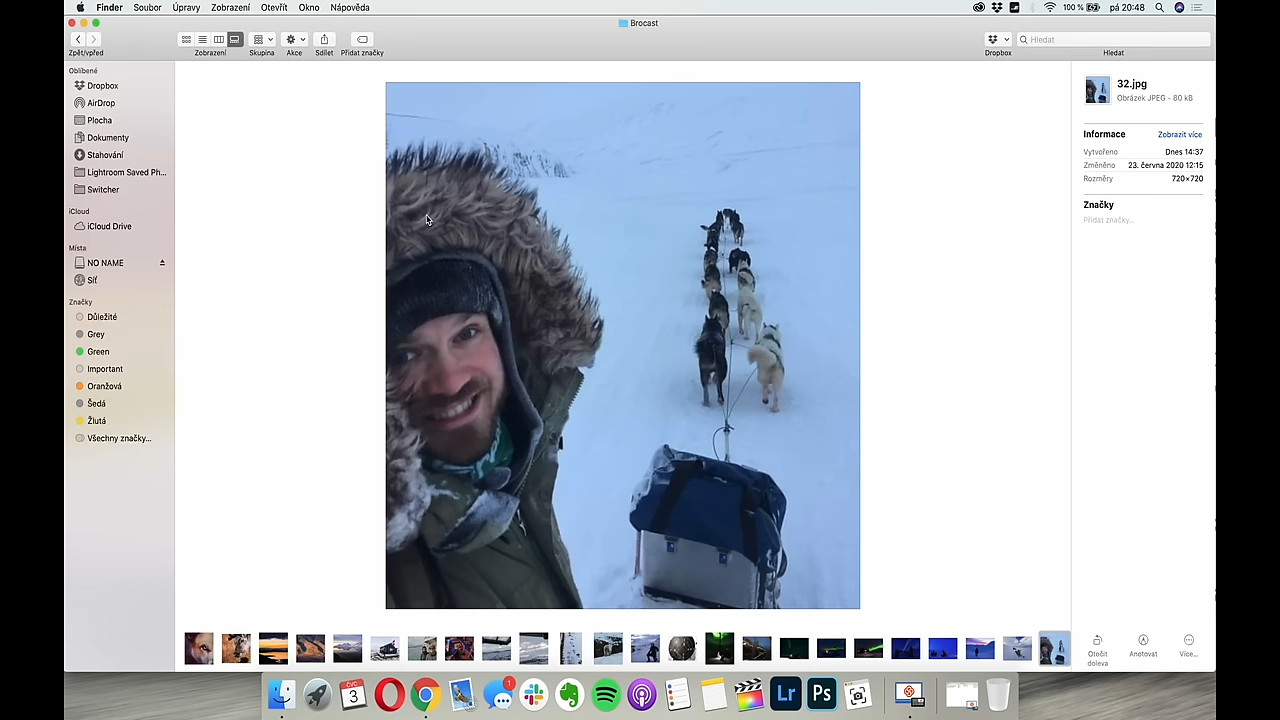 Finder Soubor Úpravy Zobrazení Otevřít Okno Nápověda
100 % pá 20:48
Brocast
Hledat
Zpět/vpřed Zobrazení Skupina Akce Sdílet Přidat značky Dropbox Hledat
Oblíbené
Dropbox
AirDrop
Plocha
Dokumenty
Stahování
Lightroom Saved Ph...
Switcher
iCloud
iCloud Drive
Místa
NO NAME
Síť
Značky
Důležité
Grey
Green
Important
Oranžová
Šedá
Žlutá
Všechny značky...
32.jpg
Obrázek JPEG - 80 kB
Informace Zobrazit více
Vytvořeno Dnes 14:37
Změněno 23. června 2020 12:15
Rozměry 720×720
Značky
Přidat značky...
Otočit doleva
Anotovat
Více...
ČVC
3
1
Lr
Ps